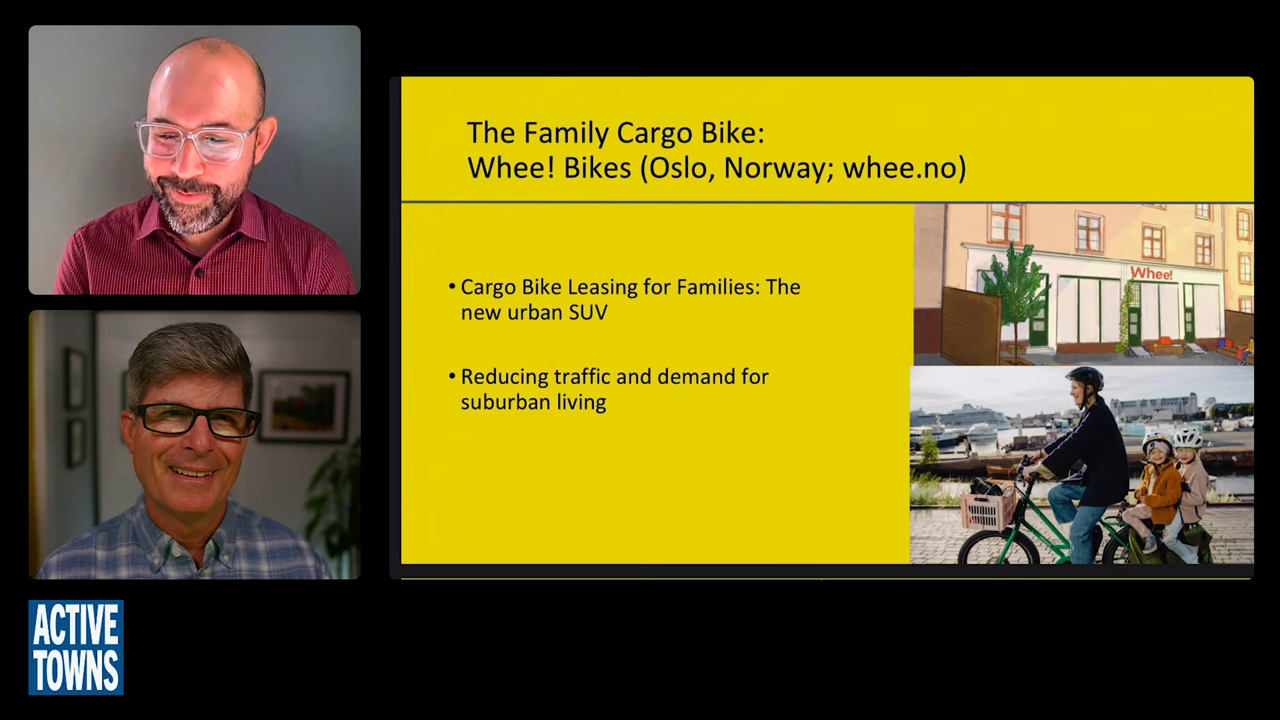 The Family Cargo Bike:
Whee! Bikes (Oslo, Norway; whee.no)
• Cargo Bike Leasing for Families: The
new urban SUV
• Reducing traffic and demand for
suburban living
Whee!
ACTIVE
TOWNS